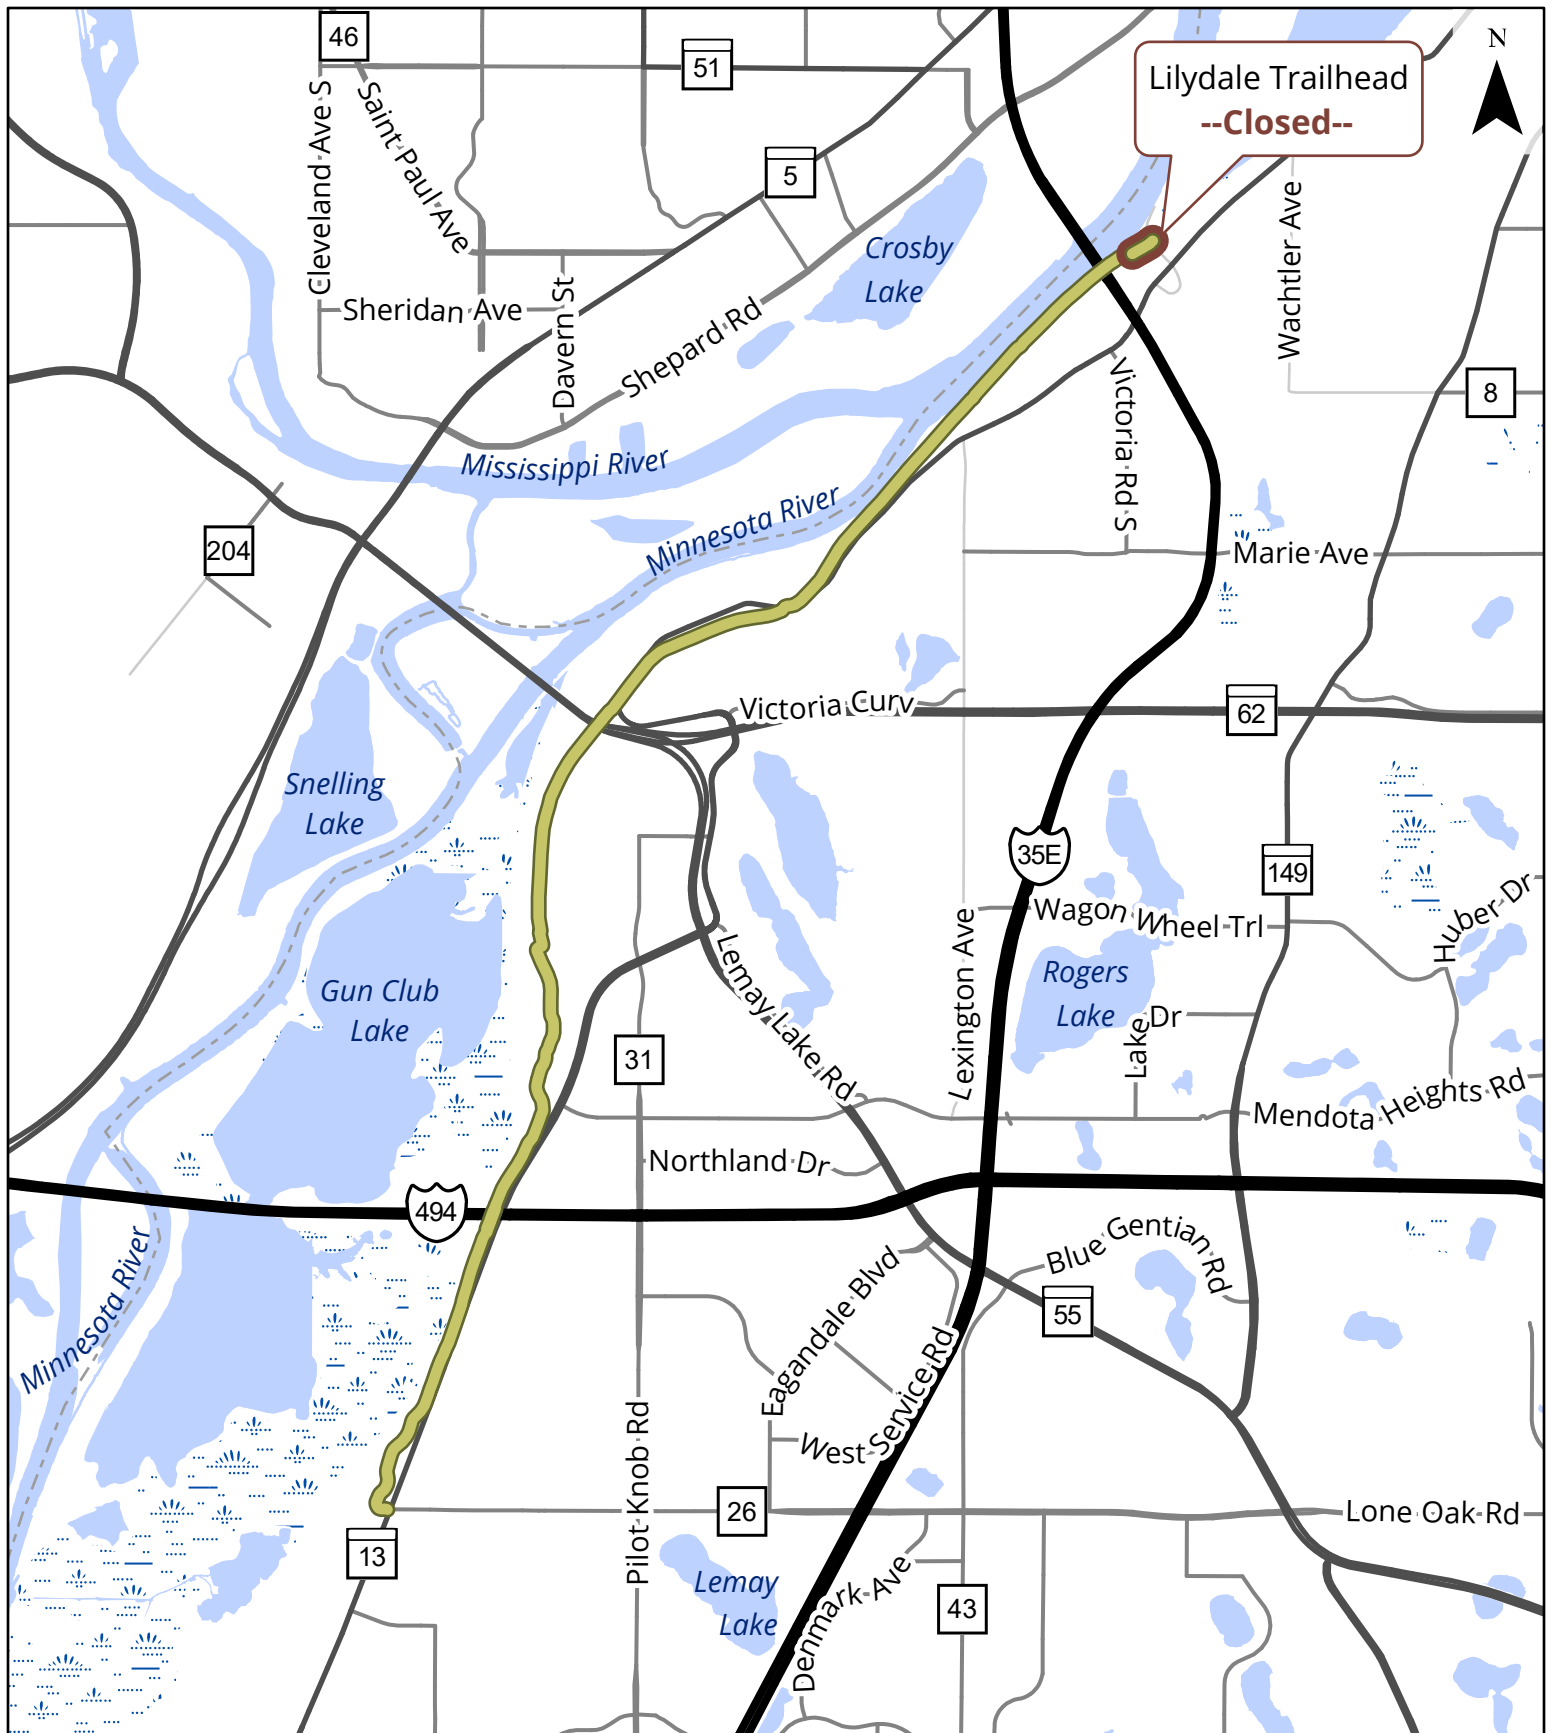 46
51
N
Lilydale Trailhead
--Closed--
Cleveland Ave S
Saint Paul Ave
5
Wachtler Ave
Crosby
Lake
Sheridan Ave
Davern St
Shepard Rd
Victoria Rd S
8
Mississippi River
Minnesota River
204
Marie Ave
Victoria Curv
62
Snelling
Lake
35E
149
Huber Dr
Wagon Wheel Trl
Lexington Ave
Lemay Lake Rd
Rogers
Lake
Gun Club
Lake
Lake Dr
31
Mendota Heights Rd
Northland Dr
494
Minnesota River
Blue Gentian Rd
Eagandale Blvd
55
West Service Rd
Pilot Knob Rd
26
Lone Oak Rd
13
Lemay
Lake
Denmark Ave
43